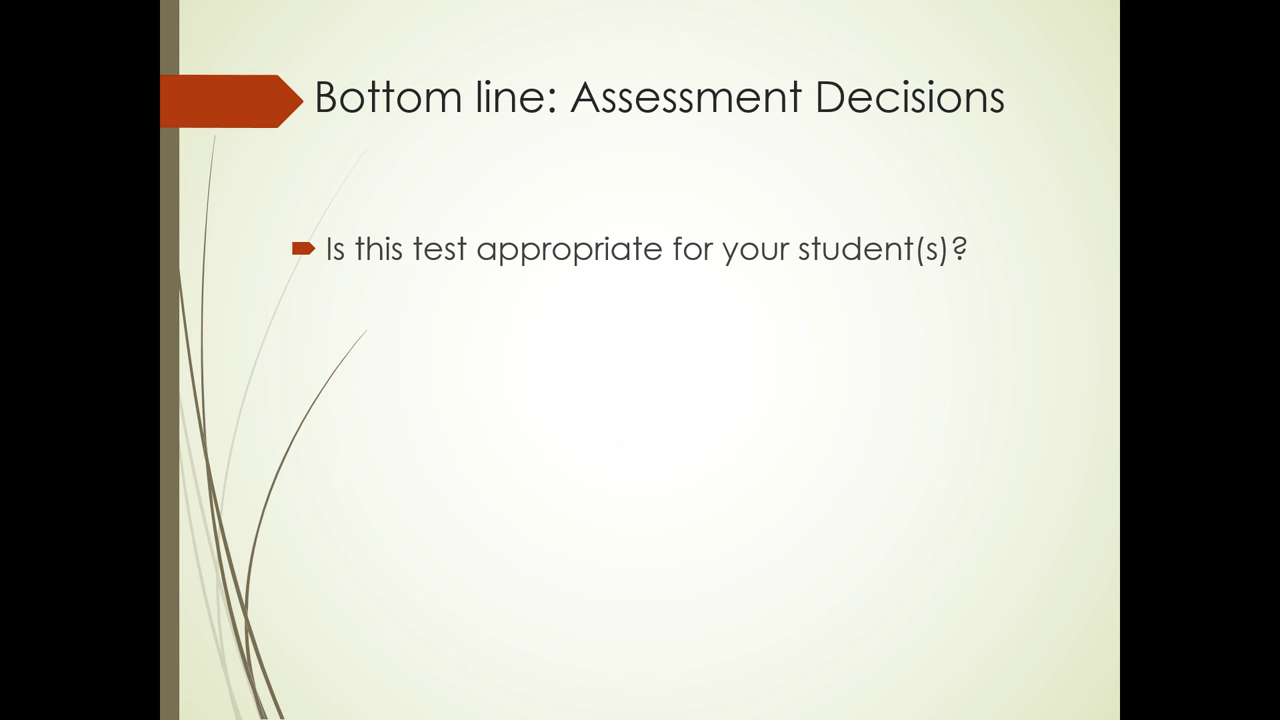 Bottom line: Assessment Decisions
Is this test appropriate for your student(s)?